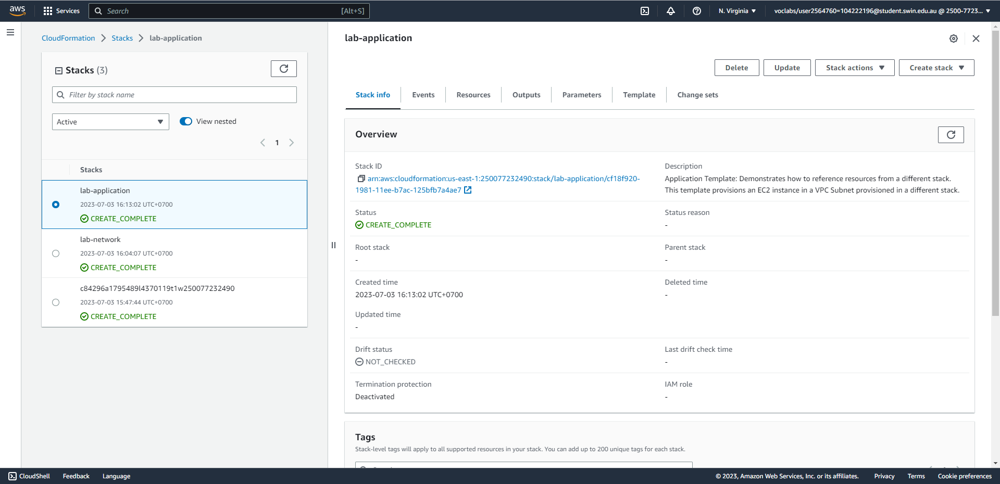 aws
Services
Search
[Alt+S]
N. Virginia
voclabs/user2564760=104222196@student.swin.edu.au @ 2500-7723...
CloudFormation
Stacks
lab-application
Stacks (3)
Filter by stack name
Active
View nested
1
Stacks
lab-application
2023-07-03 16:13:02 UTC+0700
CREATE_COMPLETE
lab-network
2023-07-03 16:04:07 UTC+0700
CREATE_COMPLETE
c84296a1795489l4370119t1w250077232490
2023-07-03 15:47:44 UTC+0700
CREATE_COMPLETE
lab-application
Delete
Update
Stack actions
Create stack
Stack info
Events
Resources
Outputs
Parameters
Template
Change sets
Overview
Stack ID
arn:aws:cloudformation:us-east-1:250077232490:stack/lab-application/cf18f920-
1981-11ee-b7ac-125bfb7a4ae7
Description
Application Template: Demonstrates how to reference resources from a different stack.
This template provisions an EC2 instance in a VPC Subnet provisioned in a different stack.
Status
CREATE_COMPLETE
Status reason
-
Root stack
-
Parent stack
-
Created time
2023-07-03 16:13:02 UTC+0700
Deleted time
-
Updated time
-
Drift status
NOT_CHECKED
Last drift check time
-
Termination protection
Deactivated
IAM role
-
Tags
Stack-level tags will apply to all supported resources in your stack. You can add up to 200 unique tags for each stack.
CloudShell
Feedback
Language
© 2023, Amazon Web Services, Inc. or its affiliates.
Privacy
Terms
Cookie preferences